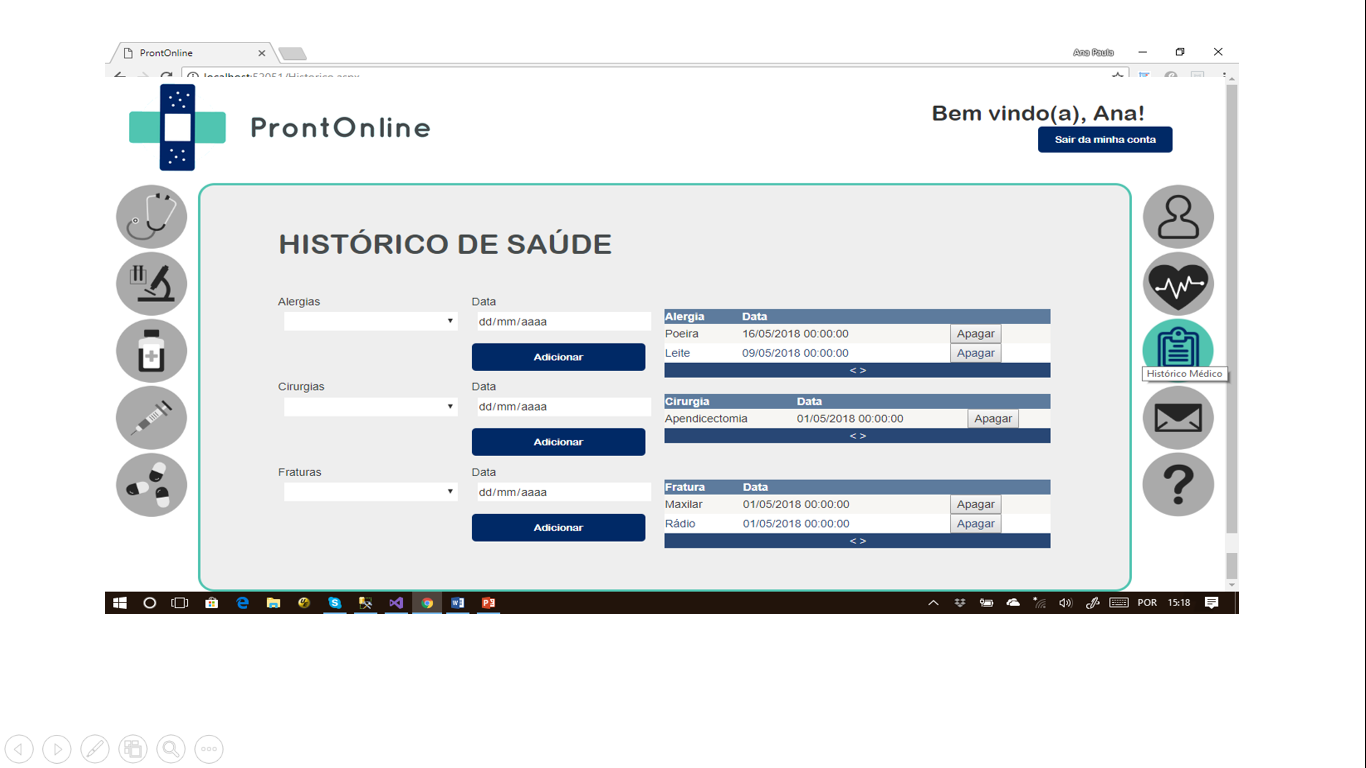 ProntOnline
Ana Paula
localhost:52051/Historico.aspx
ProntOnline
Bem vindo(a), Ana!
Sair da minha conta
HISTÓRICO DE SAÚDE
Alergias
Data
dd/mm/aaaa
Adicionar
Alergia Data
Poeira 16/05/2018 00:00:00 Apagar
Leite 09/05/2018 00:00:00 Apagar
< >
Histórico Médico
Cirurgias
Data
dd/mm/aaaa
Adicionar
Cirurgia Data
Apendicectomia 01/05/2018 00:00:00 Apagar
< >
Fraturas
Data
dd/mm/aaaa
Adicionar
Fratura Data
Maxilar 01/05/2018 00:00:00 Apagar
Rádio 01/05/2018 00:00:00 Apagar
< >
POR 15:18